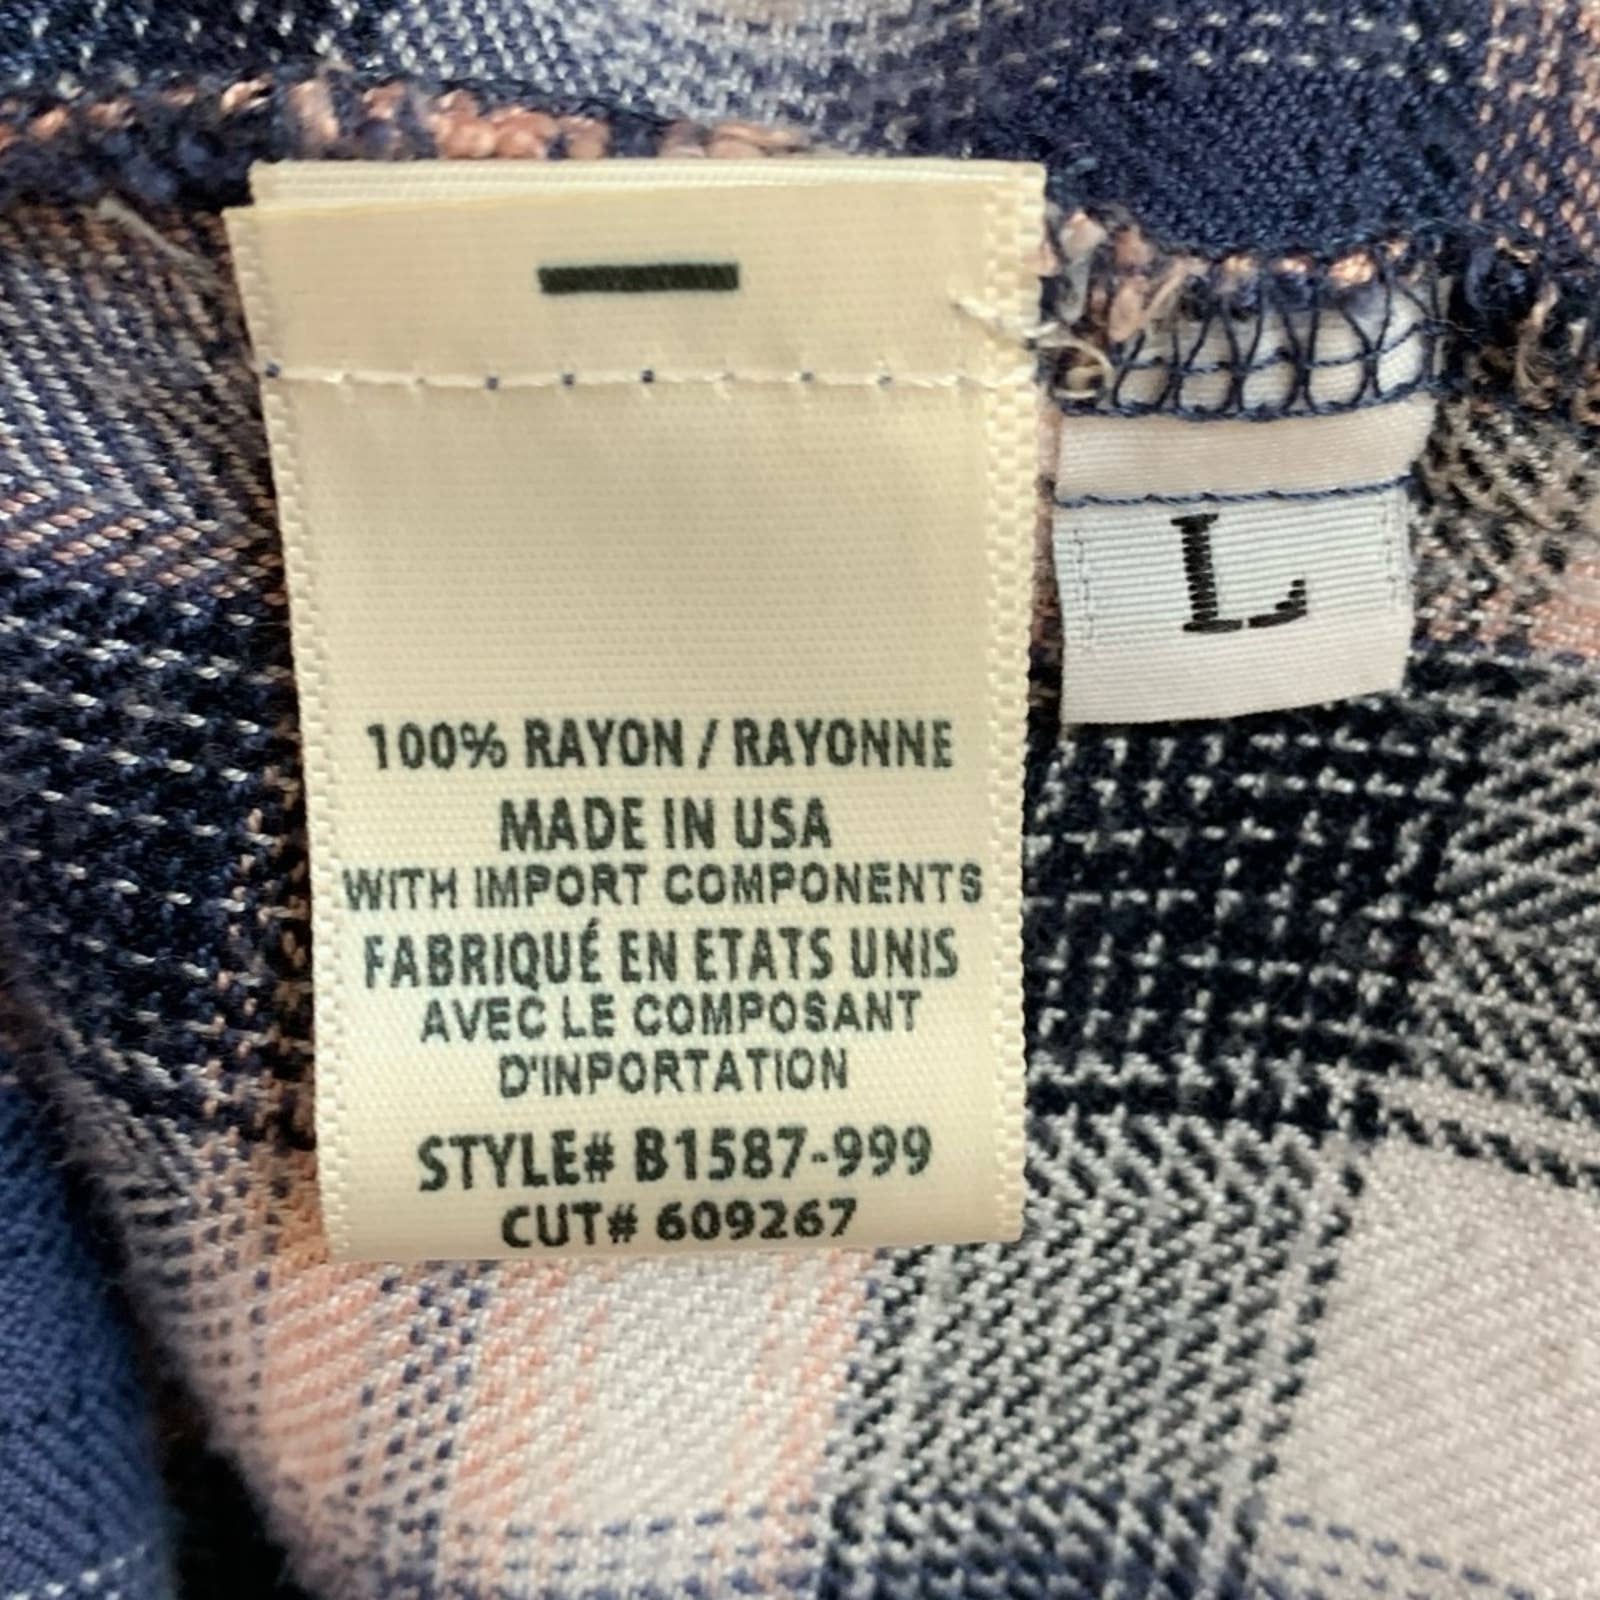 100% RAYON / RAYONNE
MADE IN USA
WITH IMPORT COMPONENTS
FABRIQUÉ EN ETATS UNIS
AVEC LE COMPOSANT
D'INPORTATION
STYLE# B1587-999
CUT# 609267
L